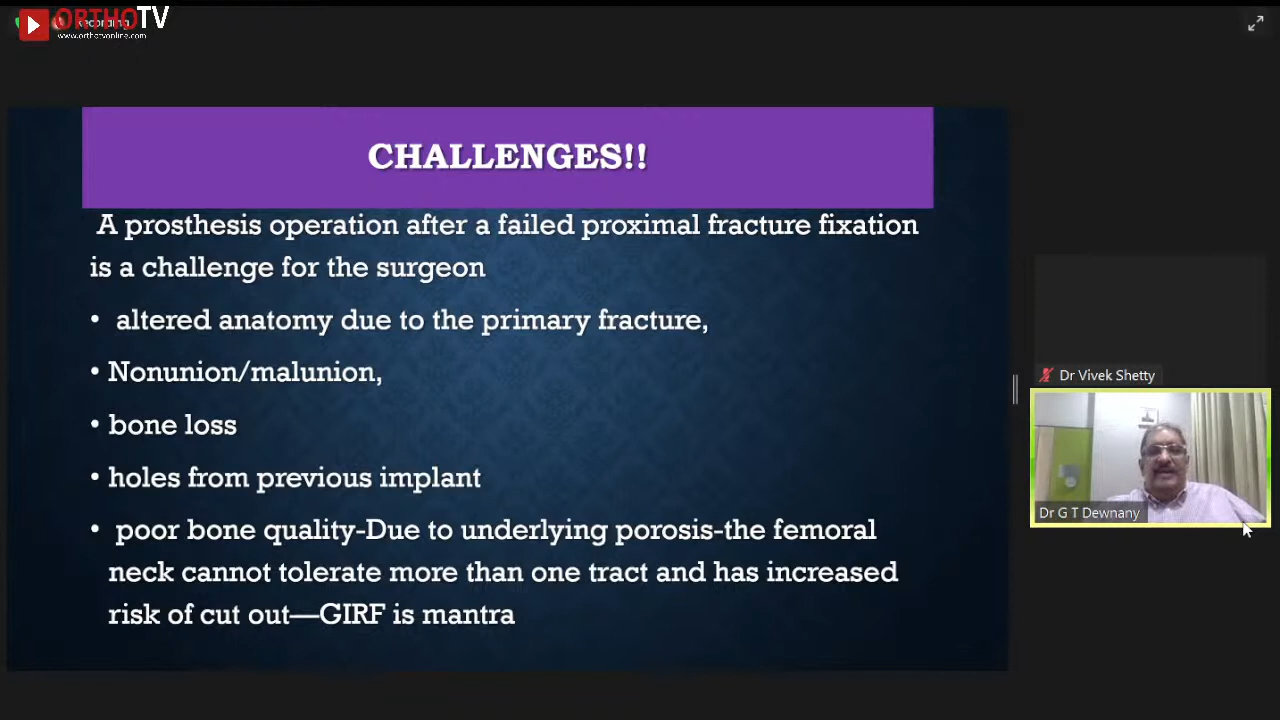 ORTHOTV
Recording
www.orthotvonline.com
CHALLENGES!!
A prosthesis operation after a failed proximal fracture fixation
is a challenge for the surgeon
• altered anatomy due to the primary fracture,
• Nonunion/malunion,
• bone loss
• holes from previous implant
• poor bone quality-Due to underlying porosis-the femoral
neck cannot tolerate more than one tract and has increased
risk of cut out—GIRF is mantra
Dr Vivek Shetty
Dr G T Dewnany